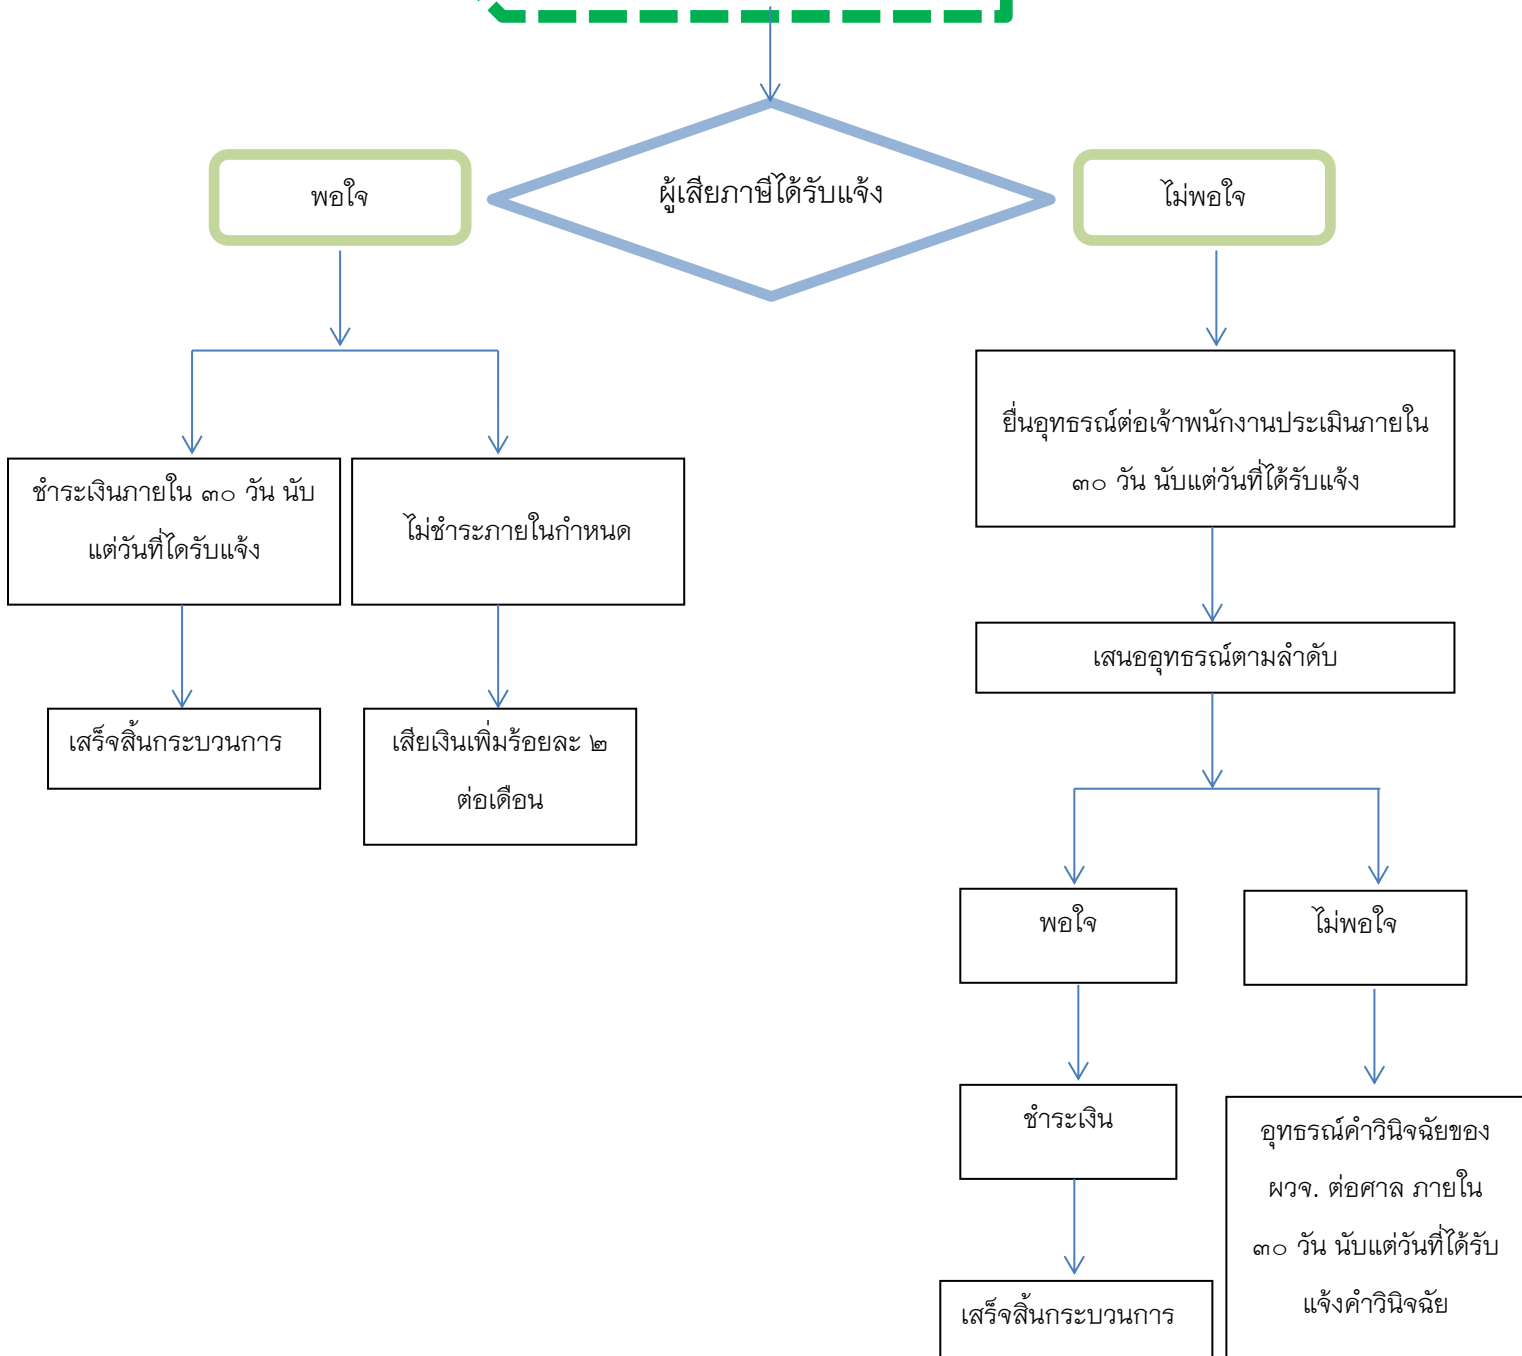 ผู้เสียภาษีได้รับแจ้ง
พอใจ
ไม่พอใจ
ชำระเงินภายใน ๓๐ วัน นับ
แต่วันที่ไดรับแจ้ง
ไม่ชำระภายในกำหนด
เสร็จสิ้นกระบวนการ
เสียเงินเพิ่มร้อยละ ๒
ต่อเดือน
ยื่นอุทธรณ์ต่อเจ้าพนักงานประเมินภายใน
๓๐ วัน นับแต่วันที่ได้รับแจ้ง
เสนออุทธรณ์ตามลำดับ
พอใจ
ไม่พอใจ
ชำระเงิน
เสร็จสิ้นกระบวนการ
อุทธรณ์คำวินิจฉัยของ
ผวจ. ต่อศาล ภายใน
๓๐ วัน นับแต่วันที่ได้รับ
แจ้งคำวินิจฉัย